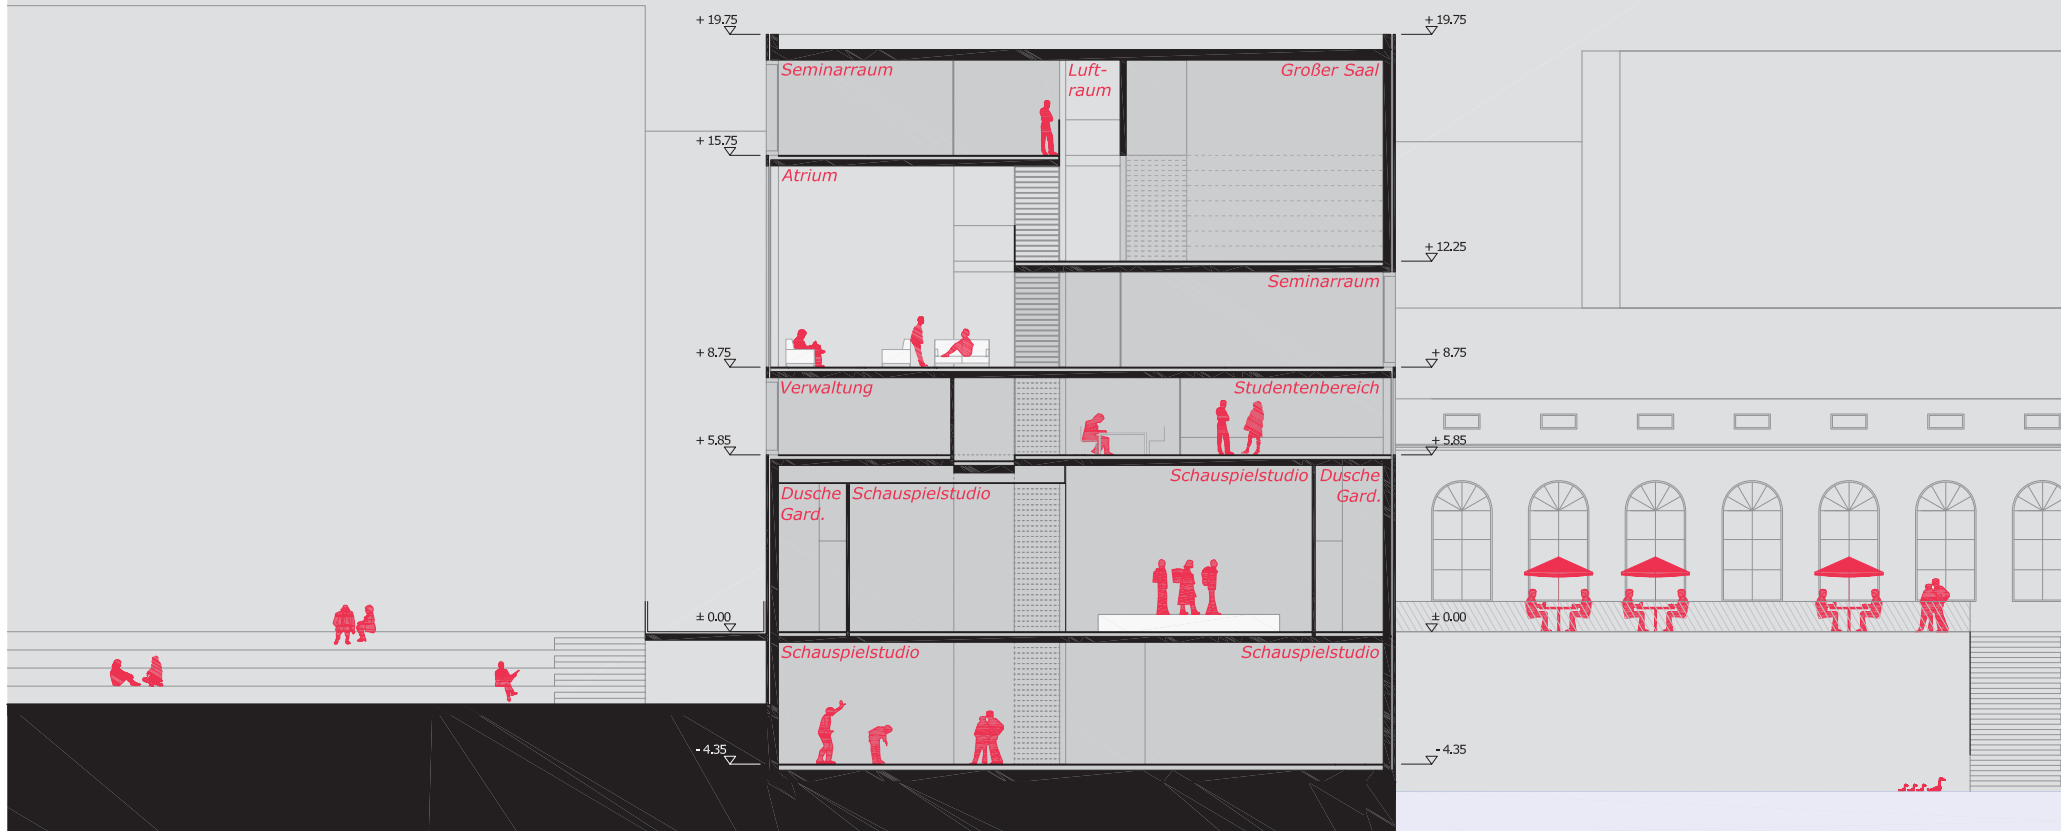 + 19.75
+ 19.75
Seminarraum
Luft-
raum
Großer Saal
+ 15.75
Atrium
+ 12.25
Seminarraum
+ 8.75
+ 8.75
Verwaltung
Studentenbereich
+ 5.85
+ 5.85
Schauspielstudio
Dusche
Gard.
Dusche
Gard.
Schauspielstudio
± 0.00
± 0.00
Schauspielstudio
Schauspielstudio
- 4.35
- 4.35